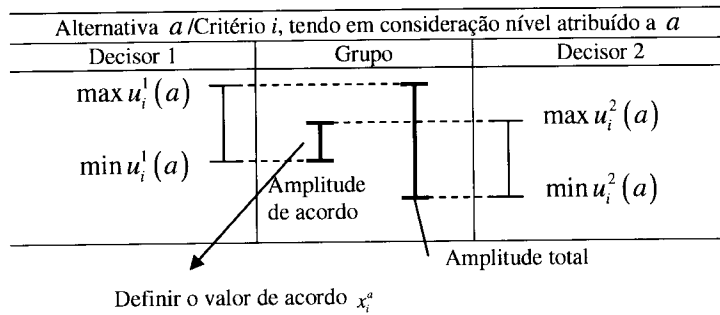 Alternativa a /Critério i, tendo em consideração nível atribuído a a
Decisor 1 Grupo Decisor 2
max u_i^1 (a)
max u_i^2 (a)
min u_i^1 (a)
Amplitude
de acordo
min u_i^2 (a)
Amplitude total
Definir o valor de acordo x_i^a